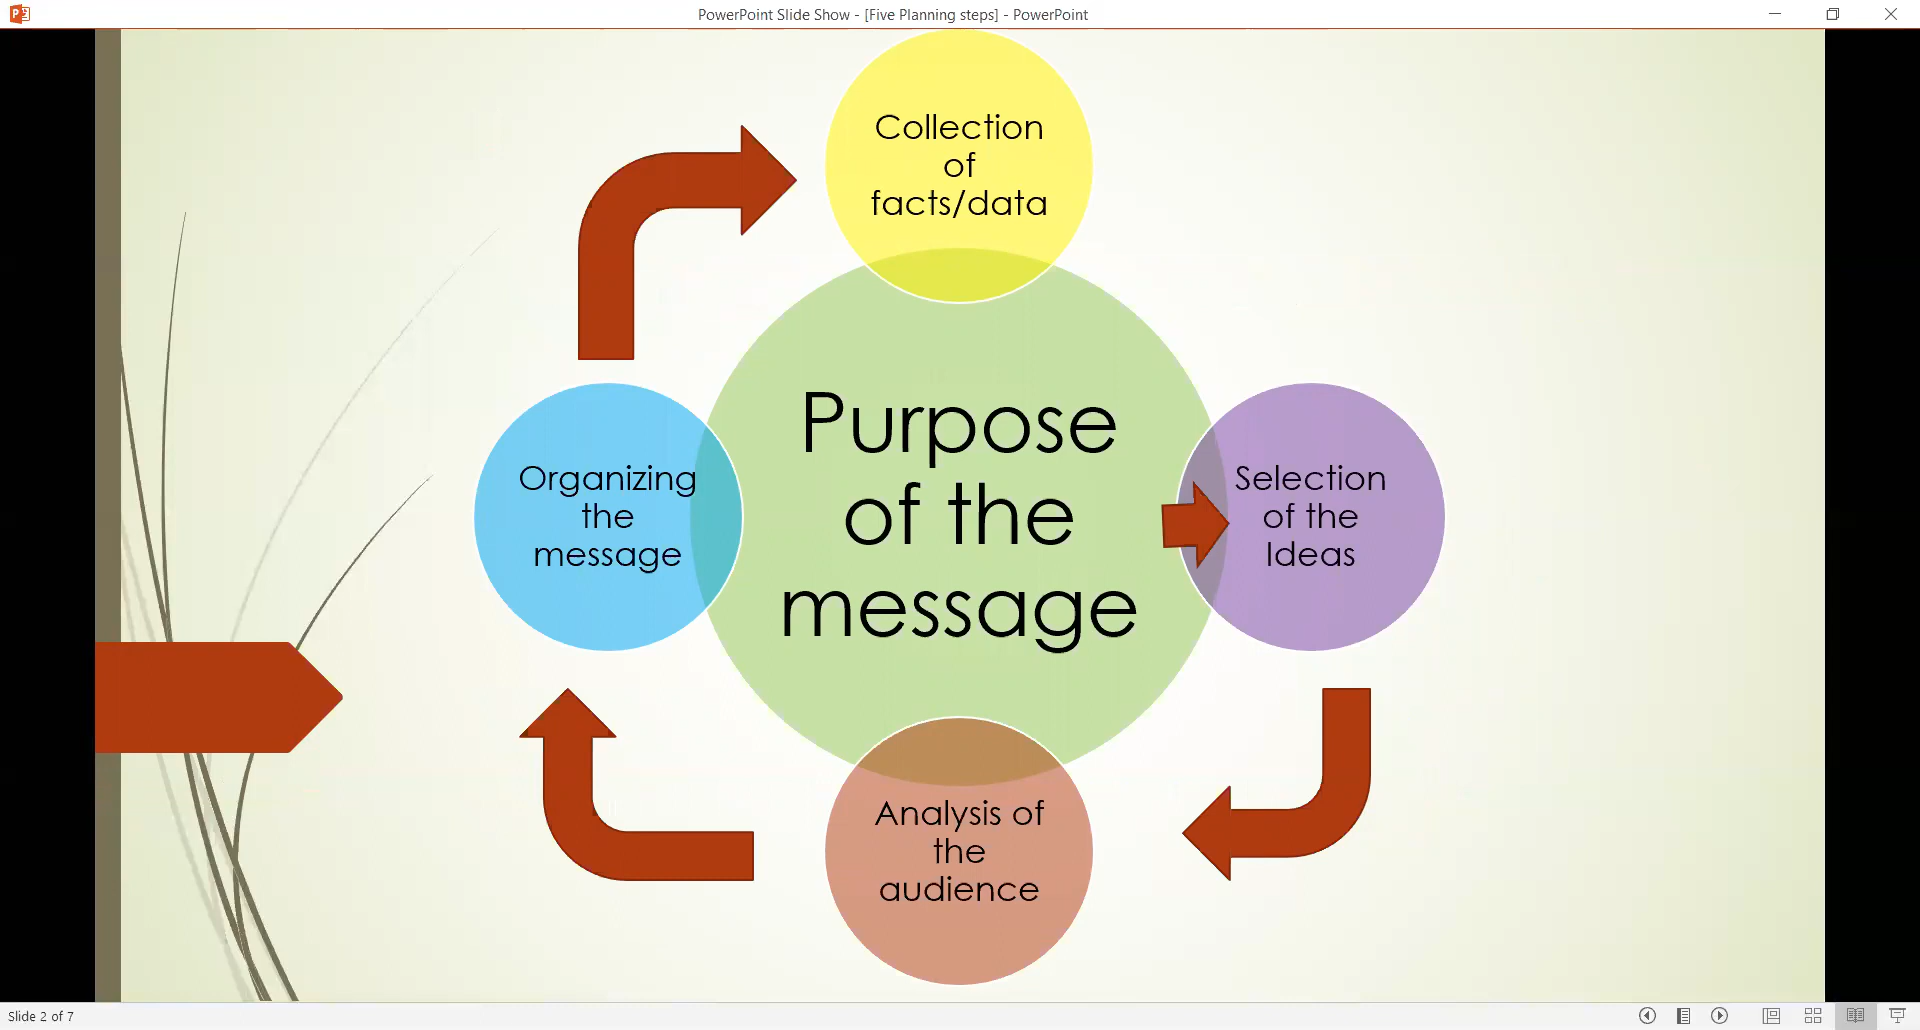 PowerPoint Slide Show - [Five Planning steps] - PowerPoint
Collection
of
facts/data
Purpose
of the
message
Organizing
the
message
Selection
of the
Ideas
Analysis of
the
audience
Slide 2 of 7